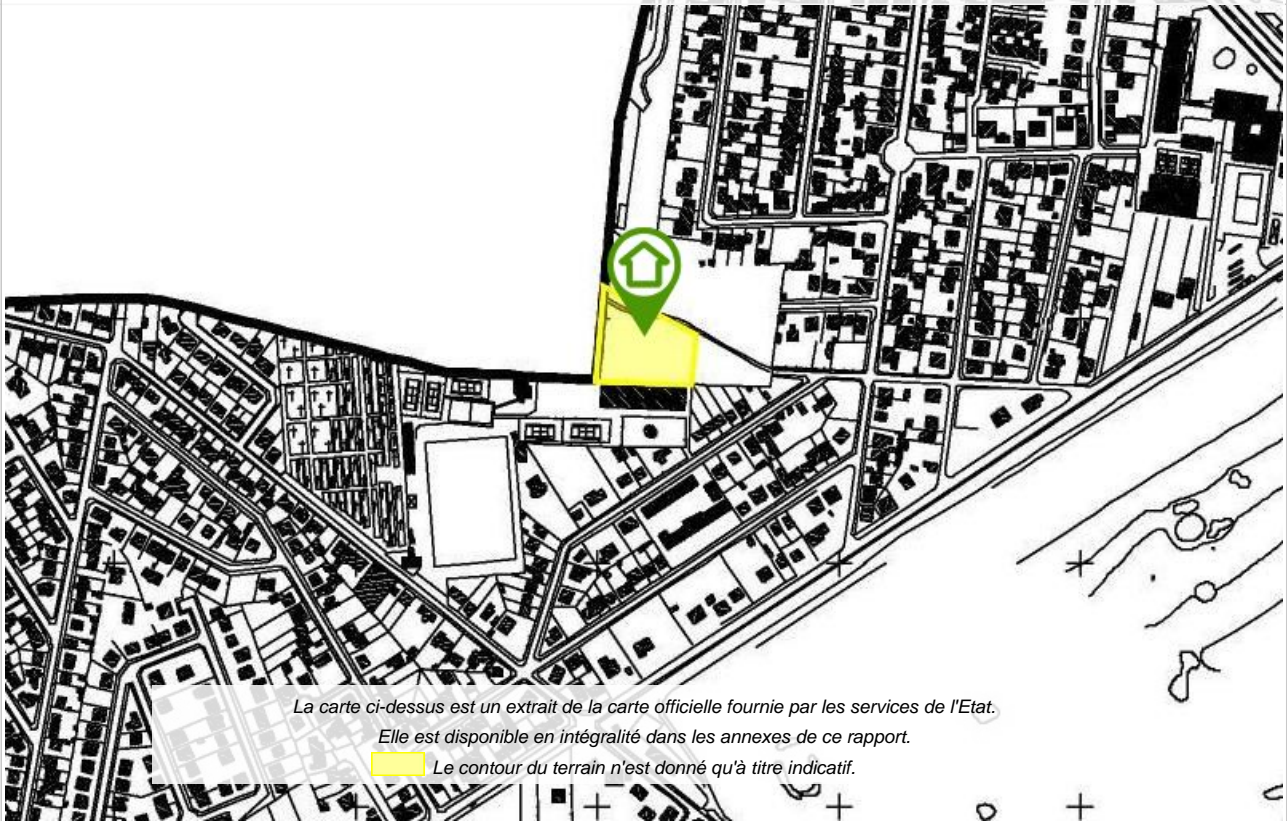 La carte ci-dessus est un extrait de la carte officielle fournie par les services de l'Etat.
Elle est disponible en intégralité dans les annexes de ce rapport.
Le contour du terrain n'est donné qu'à titre indicatif.